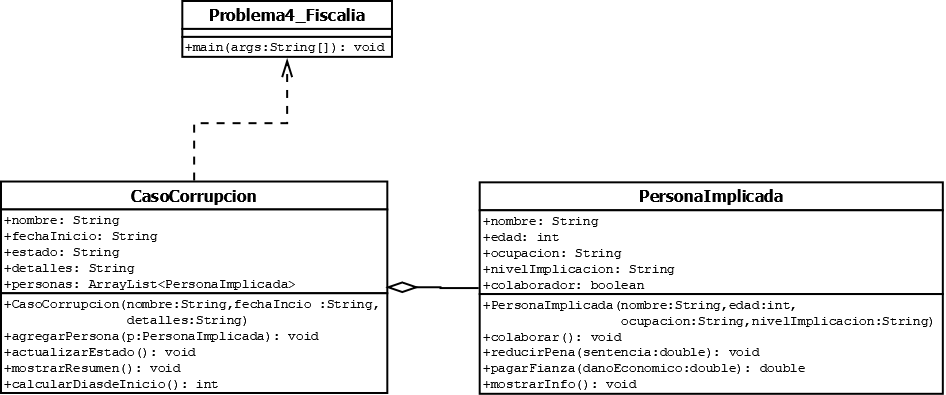 Problema4_Fiscalia
+main(args:String[]): void
CasoCorrupcion
+nombre: String
+fechaInicio: String
+estado: String
+detalles: String
+personas: ArrayList<PersonaImplicada>
+CasoCorrupcion(nombre:String,fechaIncio :String,
detalles:String)
+agregarPersona(p:PersonaImplicada): void
+actualizarEstado(): void
+mostrarResumen(): void
+calcularDiasdeInicio(): int
PersonaImplicada
+nombre: String
+edad: int
+ocupacion: String
+nivelImplicacion: String
+colaborador: boolean
+PersonaImplicada(nombre:String,edad:int,
ocupacion:String,nivelImplicacion:String)
+colaborar(): void
+reducirPena(sentencia:double): void
+pagarFianza(danoEconomico:double): double
+mostrarInfo(): void